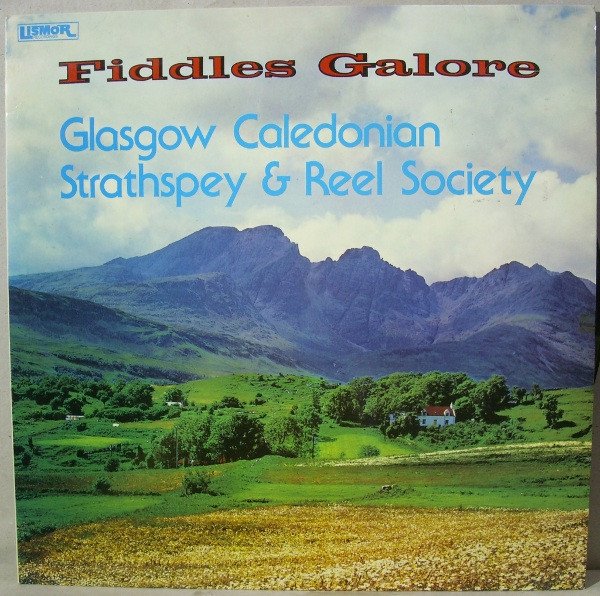 LISMOR
Fiddles Galore
Glasgow Caledonian
Strathspey & Reel Society